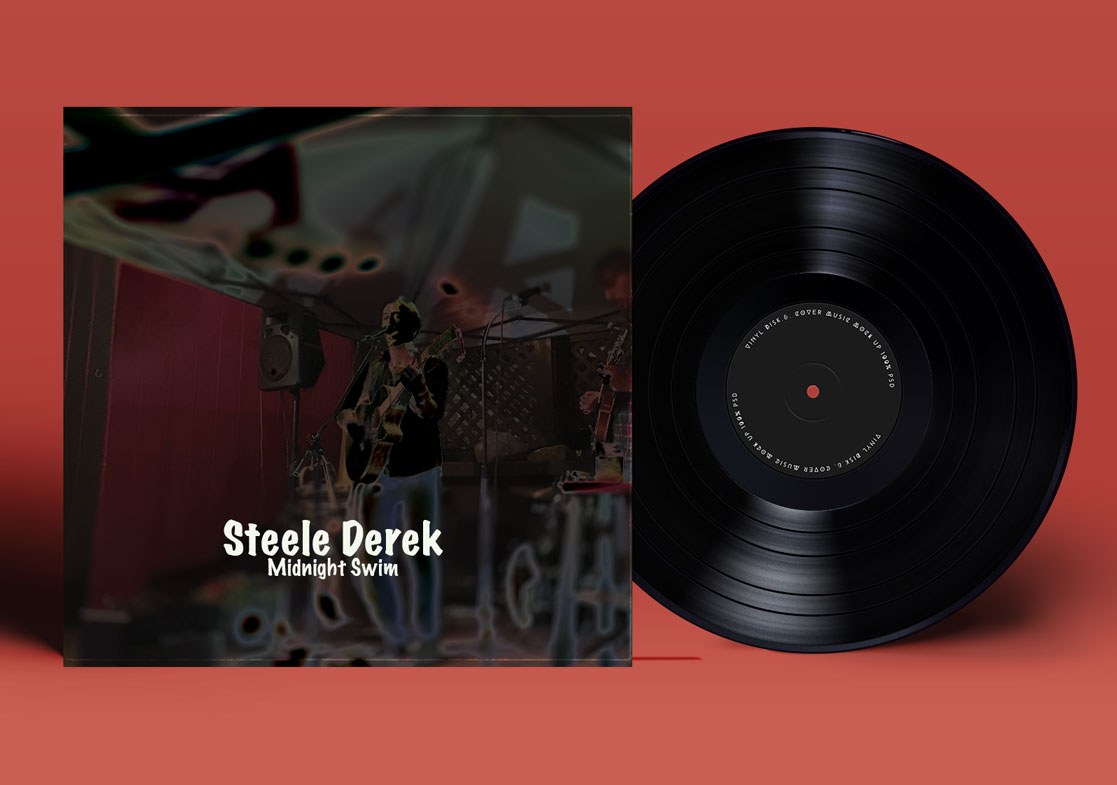 Steele Derek
Midnight Swim
VINYL DISK & COVER MUSIC MOCK UP 100% PSD
VINYL DISK & COVER MUSIC MOCK UP 100% PSD